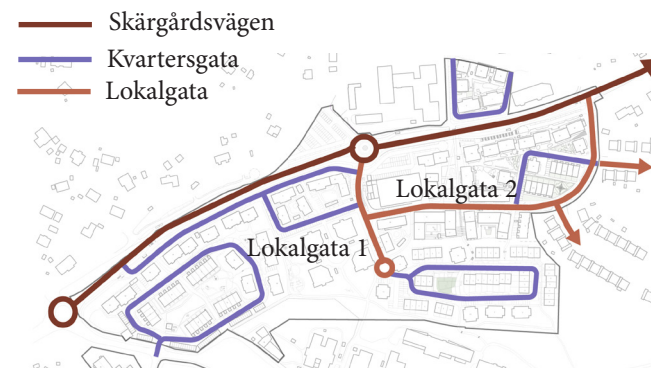 Skärgårdsvägen
Kvartersgata
Lokalgata
Lokalgata 2
Lokalgata 1